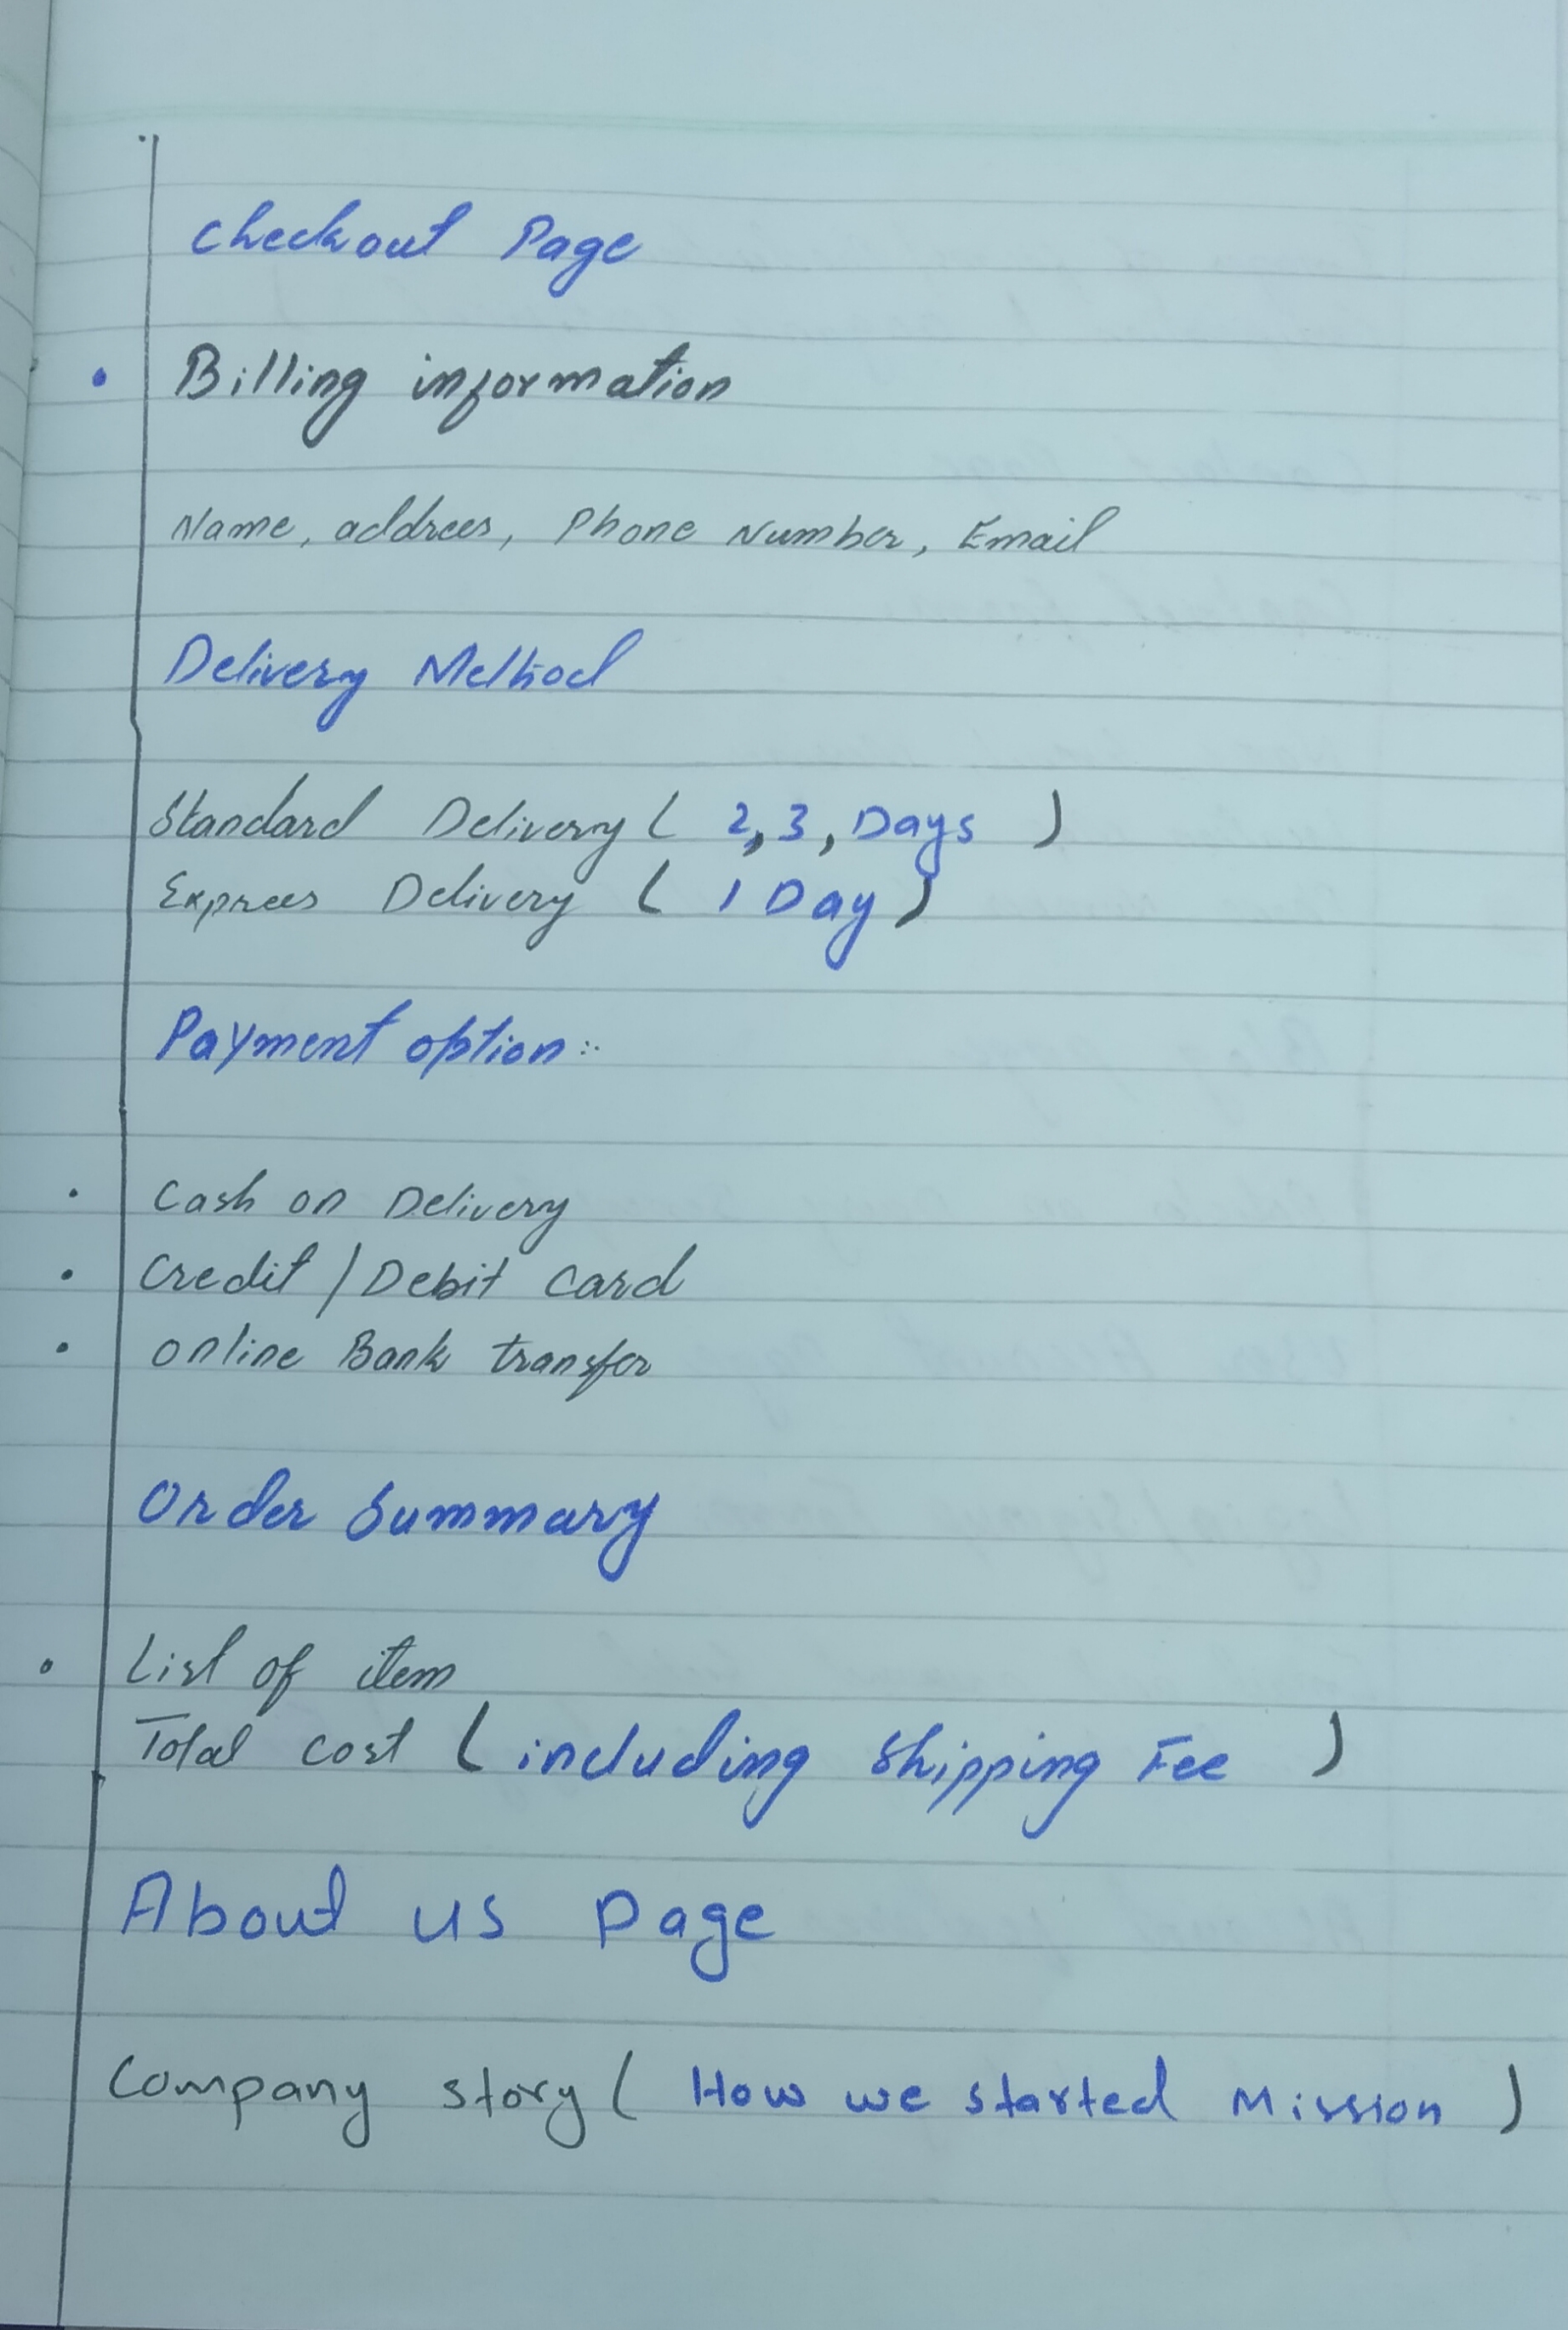 Checkout Page
• Billing information
Name, addrees, Phone Number, Email
Delivery Method
Standard Delivery ( 2, 3, Days )
Exprees Delivery ( 1 Day )
Payment option :-
• Cash on Delivery
• Credit / Debit Card
• online Bank transfer
Order Summary
• List of item
Total cost ( including Shipping Fee )
About us Page
Company story ( How we started Mission )